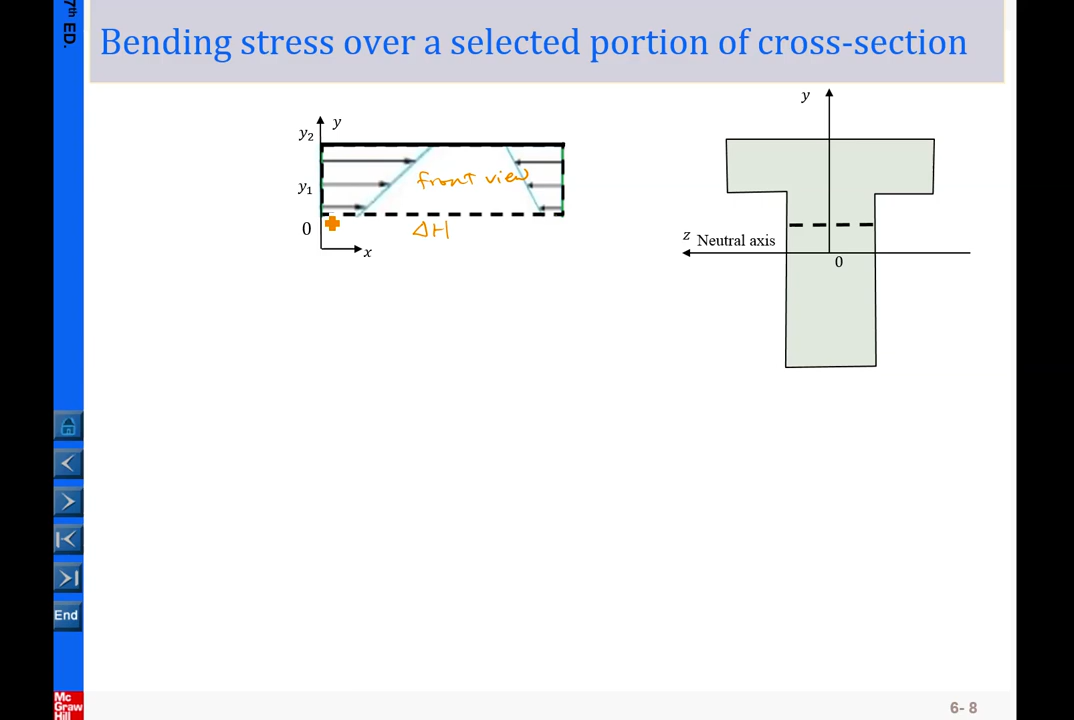 7th ED.
Bending stress over a selected portion of cross-section
y₂
y
y₁
front view
0
ΔH
x
y
z
Neutral axis
0
End
Mc
Graw
Hill
6- 8